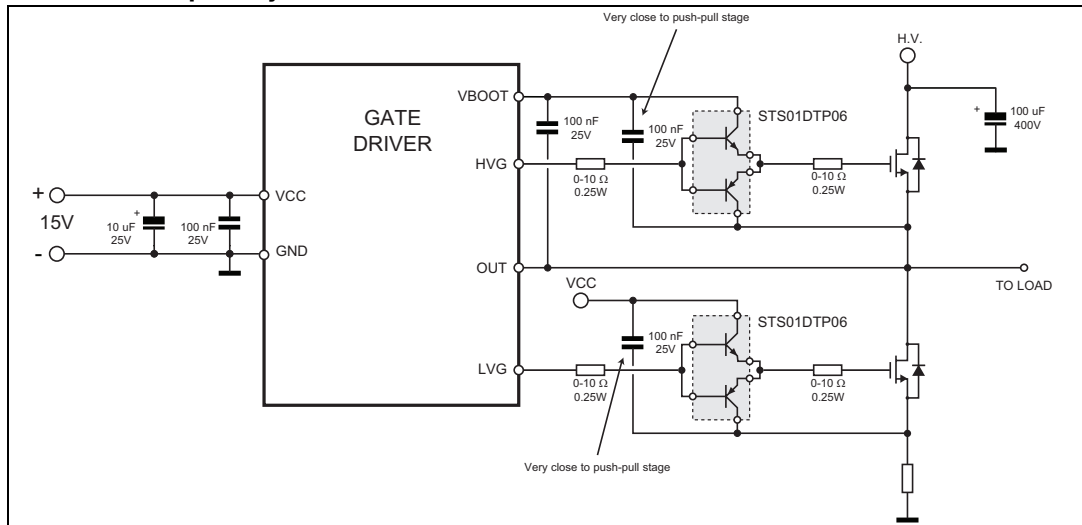 Very close to push-pull stage
H.V.
VBOOT
STS01DTP06
GATE
DRIVER
100 nF
25V
100 nF
25V
+
100 uF
400V
HVG
0-10 Ω
0.25W
0-10 Ω
0.25W
+
15V
-
+
10 uF
25V
100 nF
25V
VCC
GND
OUT
TO LOAD
VCC
STS01DTP06
100 nF
25V
LVG
0-10 Ω
0.25W
0-10 Ω
0.25W
Very close to push-pull stage